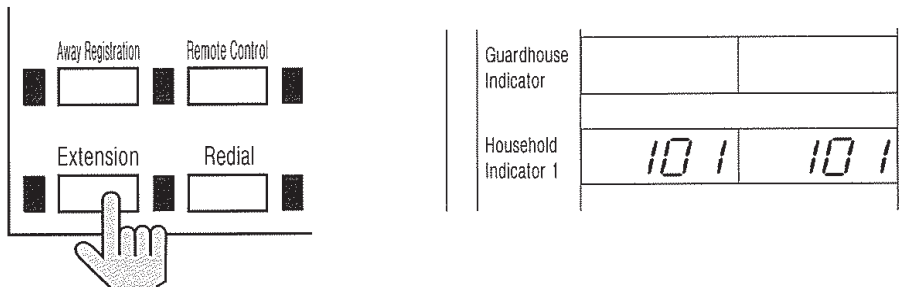 Away Registration
Remote Control
Extension
Redial
Guardhouse
Indicator
Household
Indicator 1
101
101